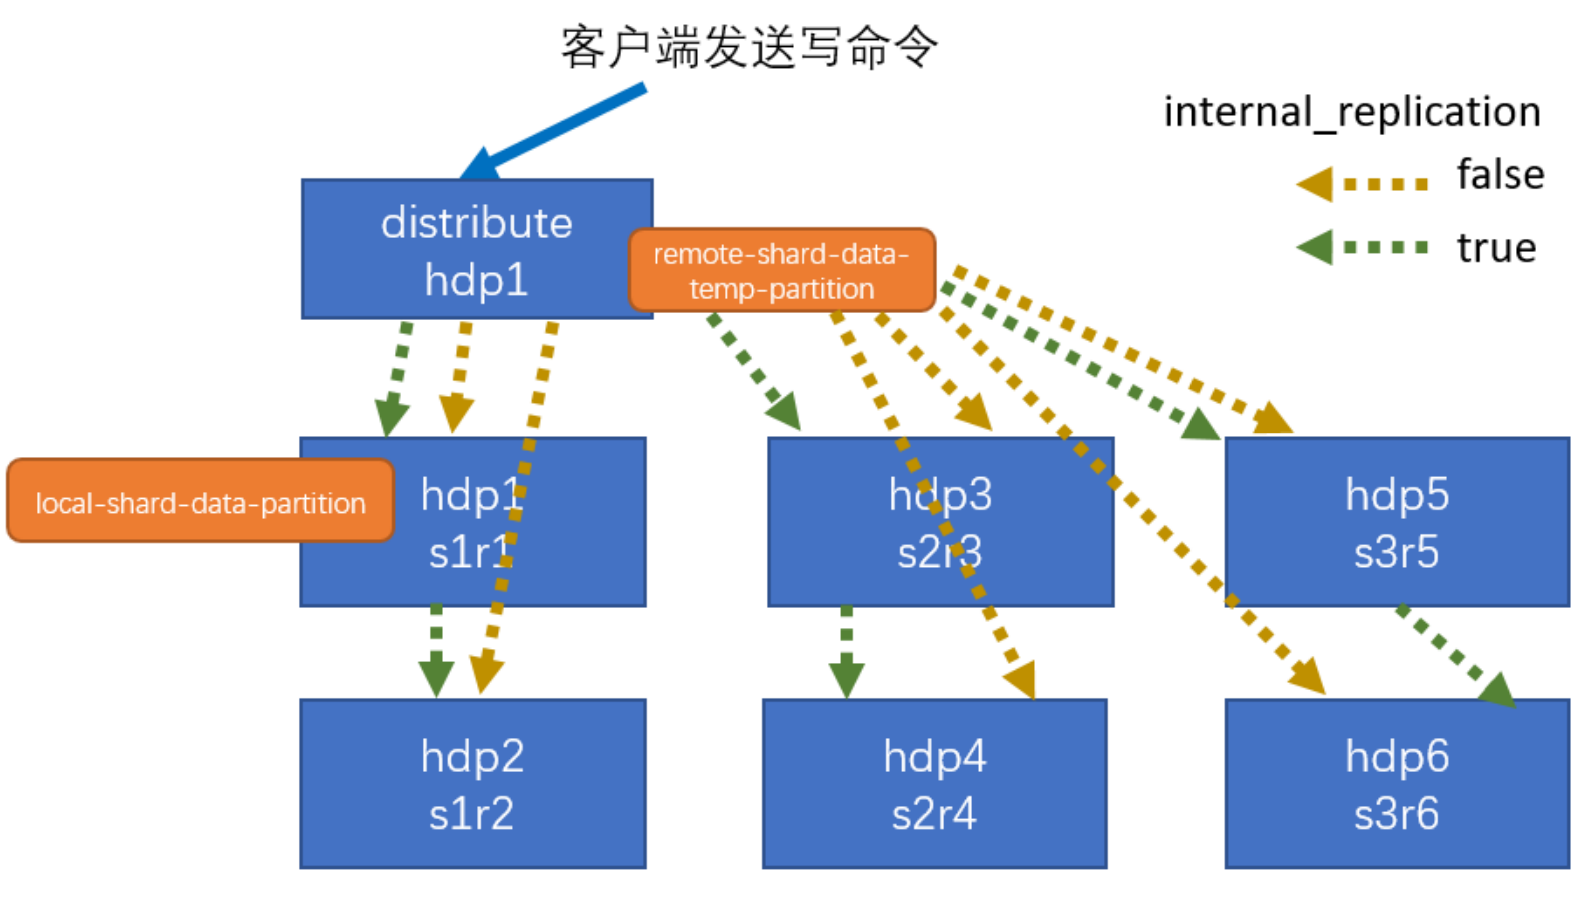 客户端发送写命令
internal_replication
false
true
distribute
hdp1
remote-shard-data-
temp-partition
local-shard-data-partition
hdp1
s1r1
hdp3
s2r3
hdp5
s3r5
hdp2
s1r2
hdp4
s2r4
hdp6
s3r6